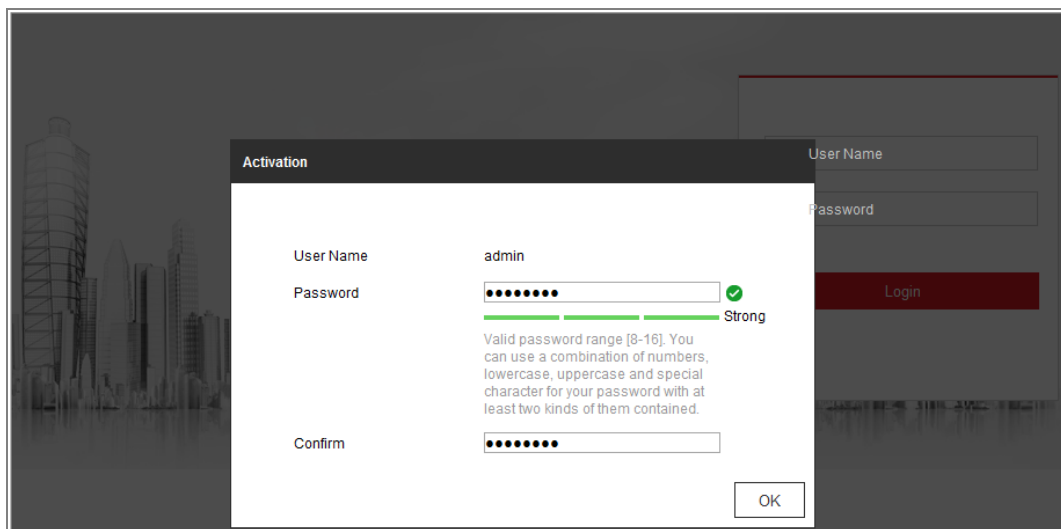 Activation
User Name
Password
Login
User Name admin
Password ••••••••
Strong
Valid password range [8-16]. You
can use a combination of numbers,
lowercase, uppercase and special
character for your password with at
least two kinds of them contained.
Confirm ••••••••
OK